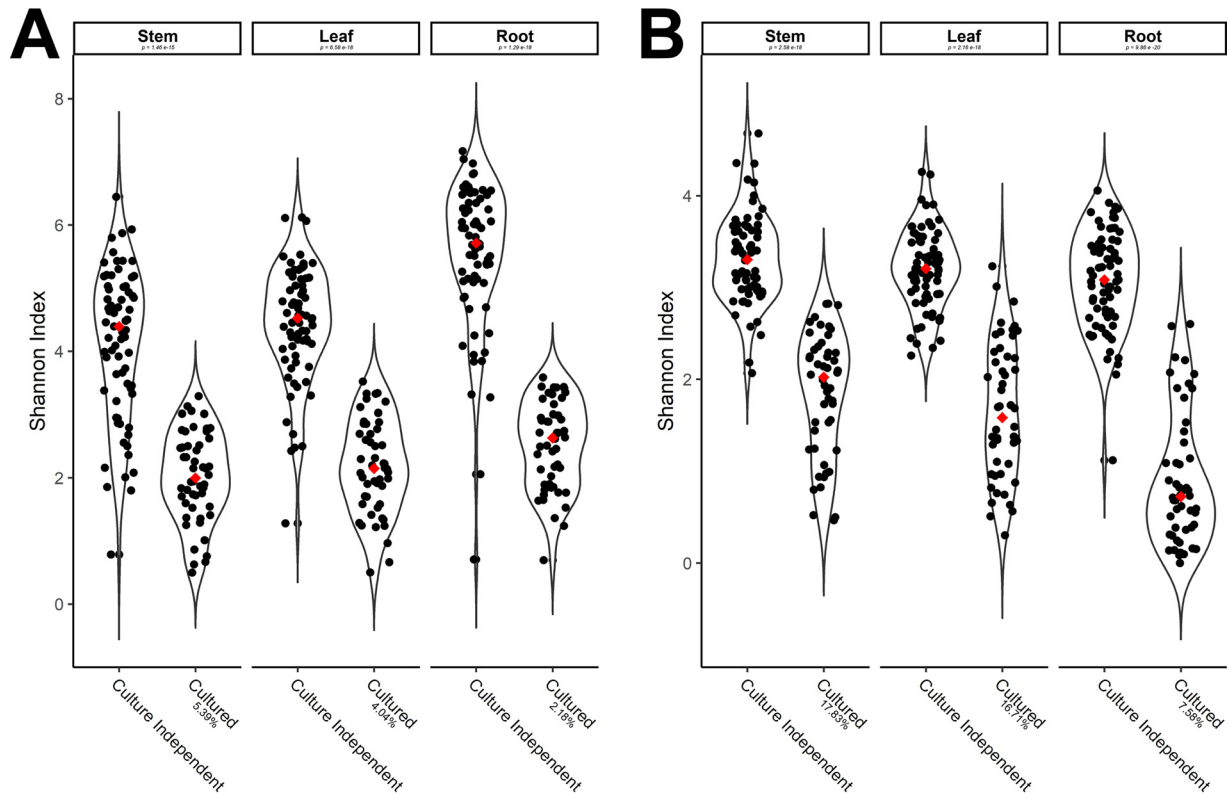 A
Stem
p = 1.46 e-15
Leaf
p = 6.58 e-18
Root
p = 1.29 e-18
Shannon Index
8
6
4
2
0
Culture Independent
Cultured
5.39%
Culture Independent
Cultured
4.04%
Culture Independent
Cultured
2.18%
B
Stem
p = 2.58 e-18
Leaf
p = 2.16 e-18
Root
p = 9.86 e -20
Shannon Index
4
2
0
Culture Independent
Cultured
17.83%
Culture Independent
Cultured
16.71%
Culture Independent
Cultured
7.58%